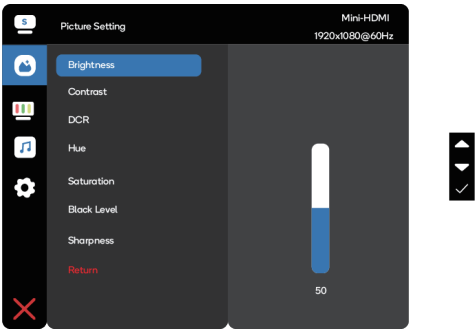 S
Picture Setting
Mini-HDMI
1920x1080@60Hz
Brightness
Contrast
DCR
Hue
Saturation
Black Level
Sharpness
Return
50